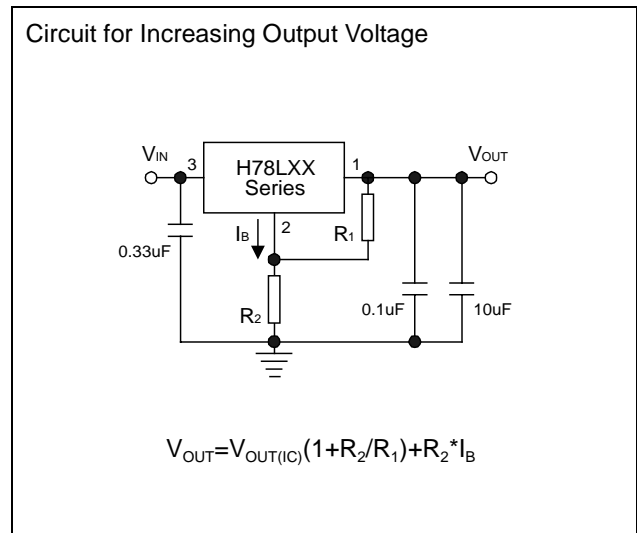 Circuit for Increasing Output Voltage
VIN
3
H78LXX
Series
1
VOUT
IB
2
R1
0.33uF
R2
0.1uF
10uF
VOUT=VOUT(IC)(1+R2/R1)+R2*IB